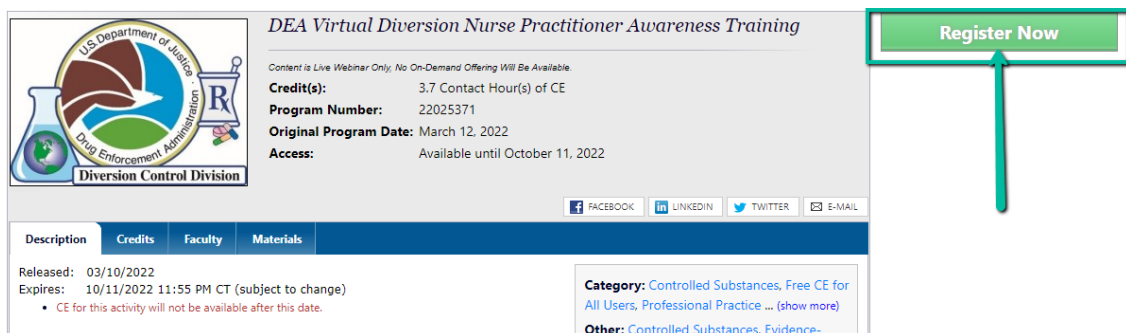 DEA Virtual Diversion Nurse Practitioner Awareness Training
Register Now
U.S. Department of Justice
Drug Enforcement Administration
Rx
Diversion Control Division
Content is Live Webinar Only, No On-Demand Offering Will Be Available.
Credit(s): 3.7 Contact Hour(s) of CE
Program Number: 22025371
Original Program Date: March 12, 2022
Access: Available until October 11, 2022
FACEBOOK
LINKEDIN
TWITTER
E-MAIL
Description
Credits
Faculty
Materials
Released: 03/10/2022
Expires: 10/11/2022 11:55 PM CT (subject to change)
• CE for this activity will not be available after this date.
Category: Controlled Substances, Free CE for
All Users, Professional Practice ... (show more)
Other: Controlled Substances, Evidence-